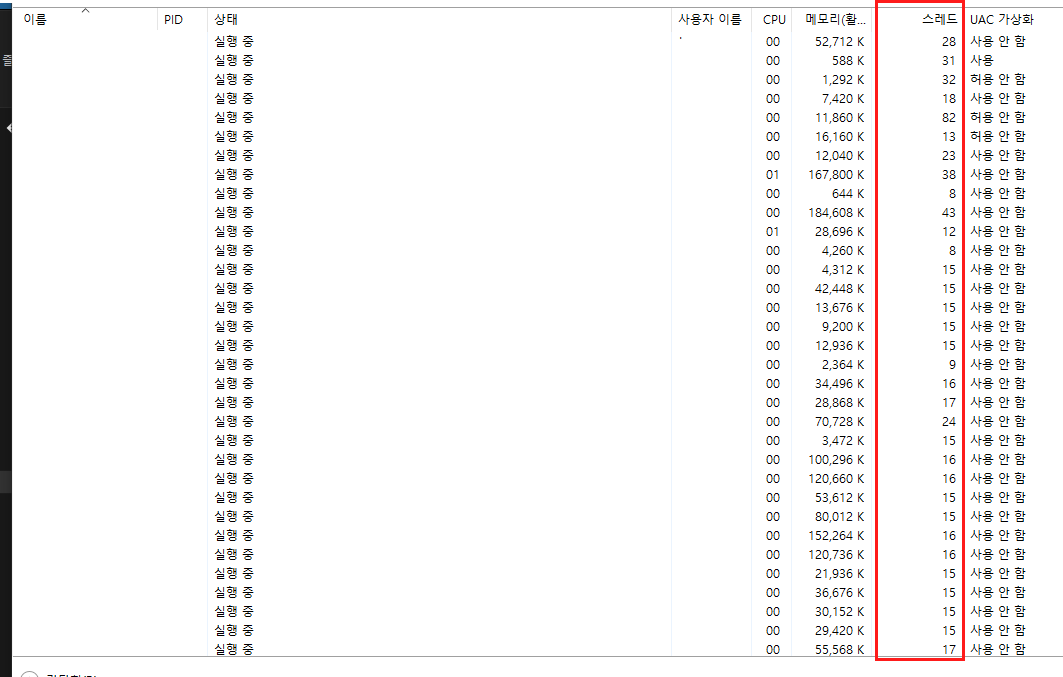 이름 PID 상태 사용자 이름 CPU 메모리(활... 스레드 UAC 가상화
실행 중 00 52,712 K 28 사용 안 함
실행 중 00 588 K 31 사용
실행 중 00 1,292 K 32 허용 안 함
실행 중 00 7,420 K 18 사용 안 함
실행 중 00 11,860 K 82 허용 안 함
실행 중 00 16,160 K 13 허용 안 함
실행 중 00 12,040 K 23 사용 안 함
실행 중 01 167,800 K 38 사용 안 함
실행 중 00 644 K 8 사용 안 함
실행 중 00 184,608 K 43 사용 안 함
실행 중 01 28,696 K 12 사용 안 함
실행 중 00 4,260 K 8 사용 안 함
실행 중 00 4,312 K 15 사용 안 함
실행 중 00 42,448 K 15 사용 안 함
실행 중 00 13,676 K 15 사용 안 함
실행 중 00 9,200 K 15 사용 안 함
실행 중 00 12,936 K 15 사용 안 함
실행 중 00 2,364 K 9 사용 안 함
실행 중 00 34,496 K 16 사용 안 함
실행 중 00 28,868 K 17 사용 안 함
실행 중 00 70,728 K 24 사용 안 함
실행 중 00 3,472 K 15 사용 안 함
실행 중 00 100,296 K 16 사용 안 함
실행 중 00 120,660 K 16 사용 안 함
실행 중 00 53,612 K 15 사용 안 함
실행 중 00 80,012 K 15 사용 안 함
실행 중 00 152,264 K 16 사용 안 함
실행 중 00 120,736 K 16 사용 안 함
실행 중 00 21,936 K 15 사용 안 함
실행 중 00 36,676 K 15 사용 안 함
실행 중 00 30,152 K 15 사용 안 함
실행 중 00 29,420 K 15 사용 안 함
실행 중 00 55,568 K 17 사용 안 함